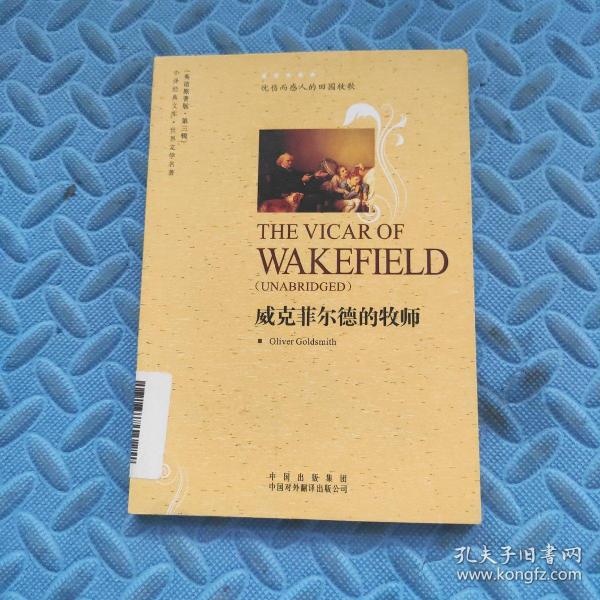 忧伤而感人的田园牧歌
中译经典文库·世界文学名著
(英语原著版·第三辑)
THE VICAR OF
WAKEFIELD
(UNABRIDGED)
威克菲尔德的牧师
Oliver Goldsmith
中国出版集团
中国对外翻译出版公司
孔夫子旧书网
www.kongfz.com